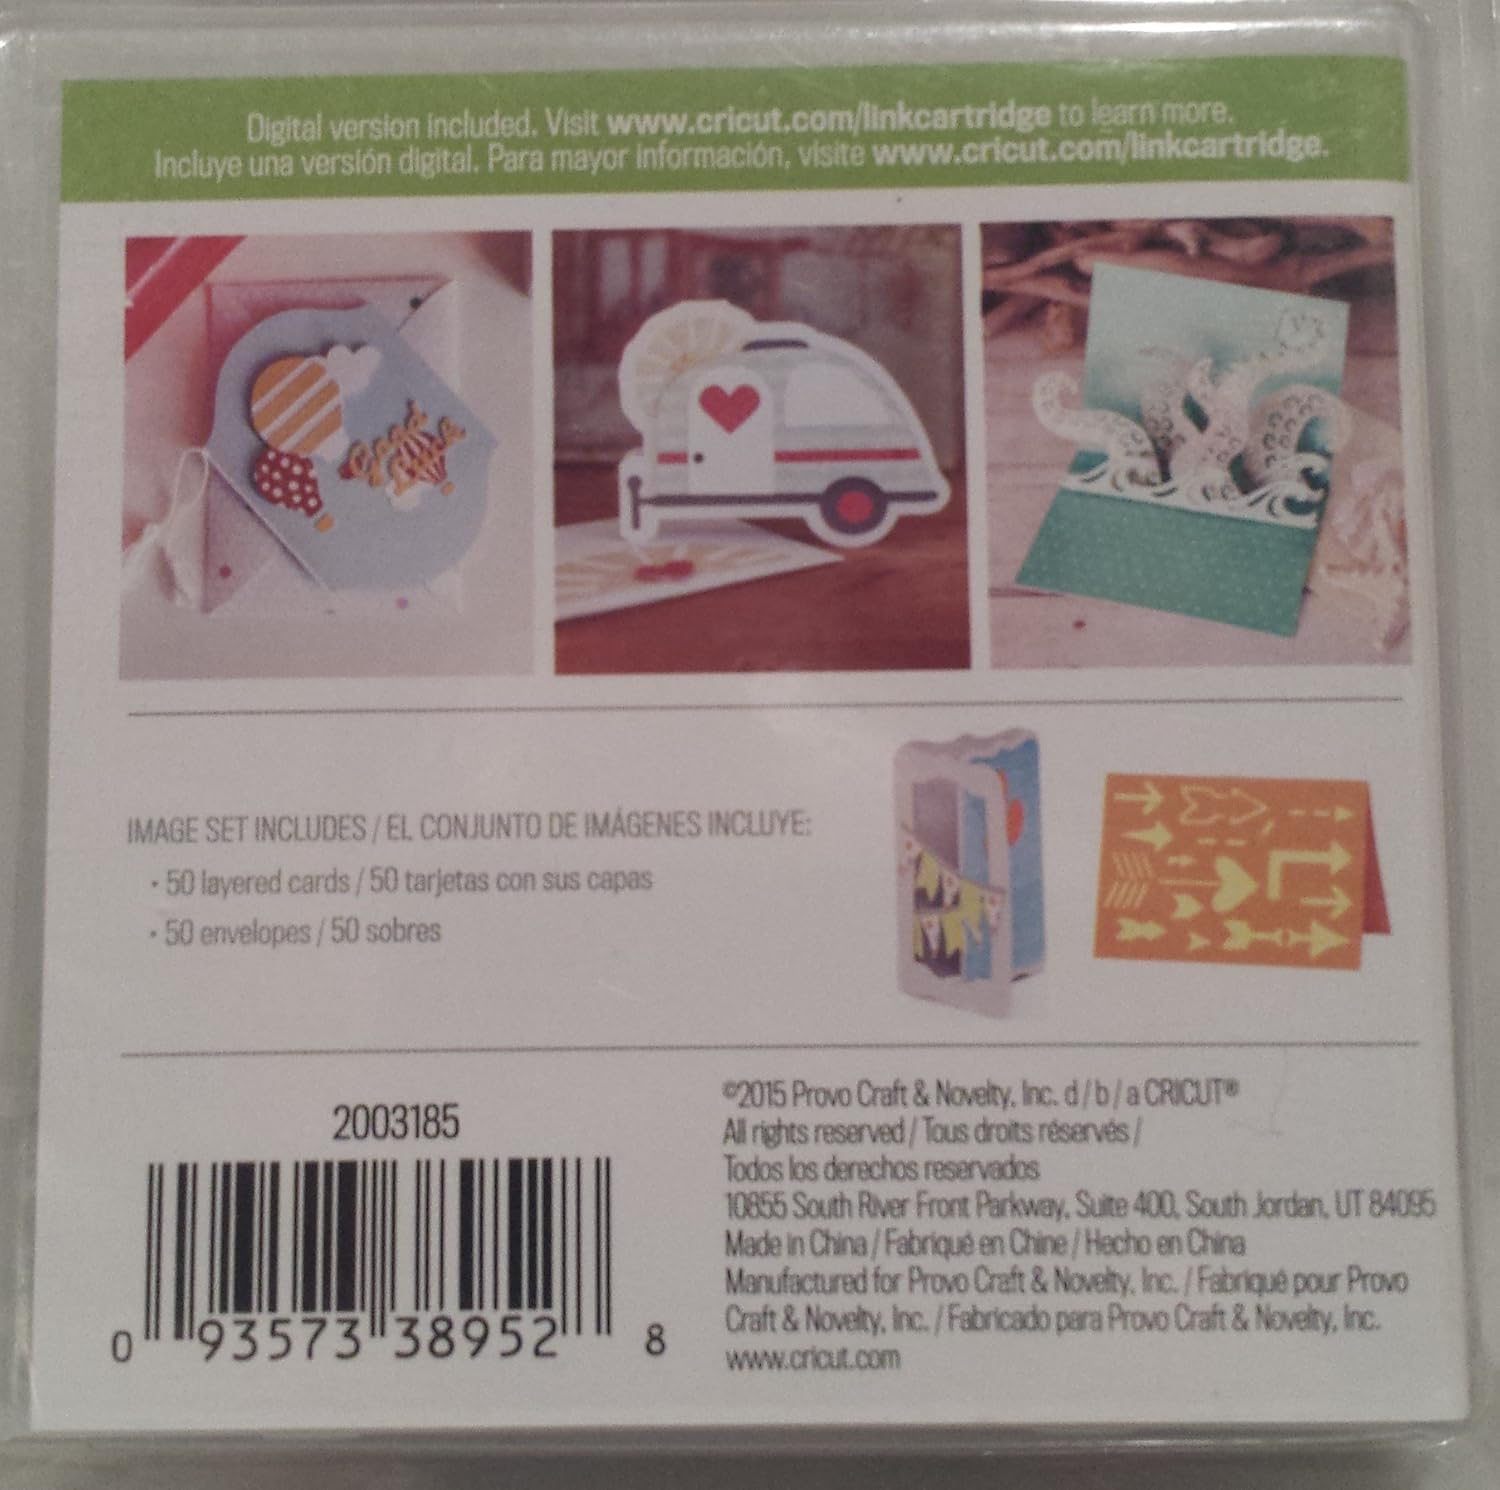 Digital version included. Visit www.cricut.com/linkcartridge to learn more.
Incluye una versión digital. Para mayor información, visite www.cricut.com/linkcartridge.
Good Luck
IMAGE SET INCLUDES / EL CONJUNTO DE IMÁGENES INCLUYE:
• 50 layered cards / 50 tarjetas con sus capas
• 50 envelopes / 50 sobres
2003185
0 93573 38952 8
©2015 Provo Craft & Novelty, Inc. d/b/a CRICUT®
All rights reserved / Tous droits réservés /
Todos los derechos reservados
10855 South River Front Parkway, Suite 400, South Jordan, UT 84095
Made in China / Fabriqué en Chine / Hecho en China
Manufactured for Provo Craft & Novelty, Inc. / Fabriqué pour Provo
Craft & Novelty, Inc. / Fabricado para Provo Craft & Novelty, Inc.
www.cricut.com